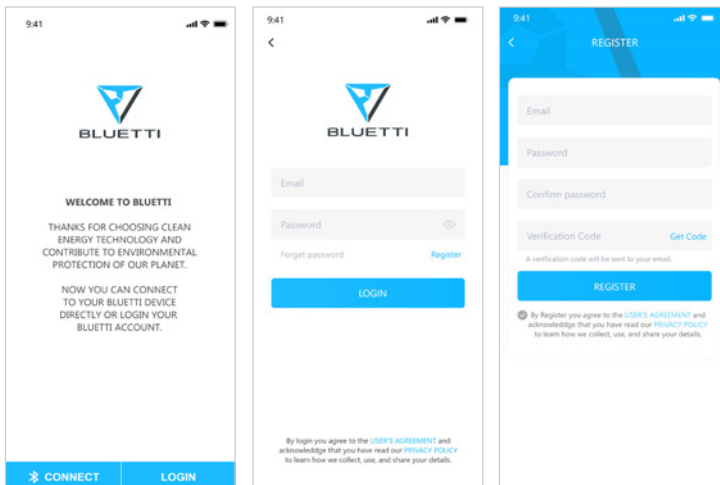 9:41
BLUETTI
WELCOME TO BLUETTI
THANKS FOR CHOOSING CLEAN
ENERGY TECHNOLOGY AND
CONTRIBUTE TO ENVIRONMENTAL
PROTECTION OF OUR PLANET.
NOW YOU CAN CONNECT
TO YOUR BLUETTI DEVICE
DIRECTLY OR LOGIN YOUR
BLUETTI ACCOUNT.
CONNECT
LOGIN
9:41
BLUETTI
Email
Password
Forget password
Register
LOGIN
By login you agree to the USER'S AGREEMENT and
acknowleddge that you have read our PRIVACY POLICY
to learn how we collect, use, and share your details.
9:41
REGISTER
Email
Password
Confirm password
Verification Code
Get Code
A verification code will be sent to your email.
REGISTER
By Register you agree to the USER'S AGREEMENT and
acknowleddge that you have read our PRIVACY POLICY
to learn how we collect, use, and share your details.